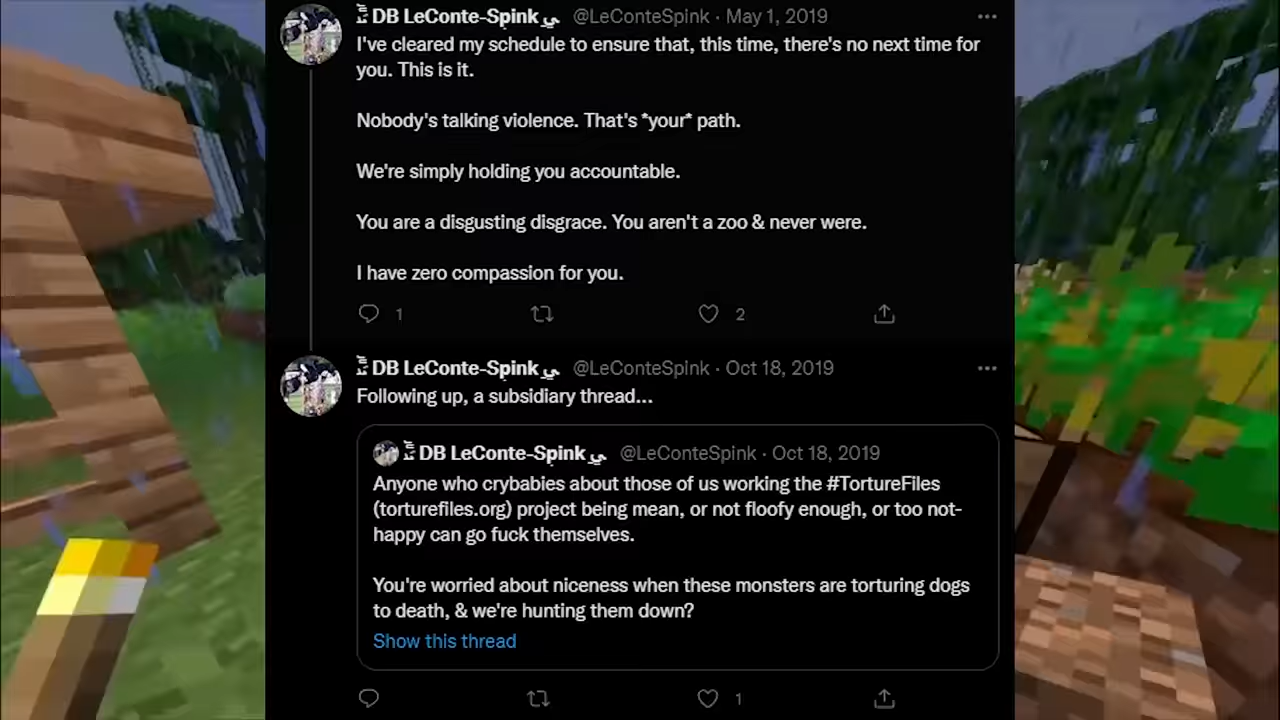 DB LeConte-Spink @LeConteSpink · May 1, 2019
I've cleared my schedule to ensure that, this time, there's no next time for
you. This is it.
Nobody's talking violence. That's *your* path.
We're simply holding you accountable.
You are a disgusting disgrace. You aren't a zoo & never were.
I have zero compassion for you.
1 2
DB LeConte-Spink @LeConteSpink · Oct 18, 2019
Following up, a subsidiary thread...
DB LeConte-Spink @LeConteSpink · Oct 18, 2019
Anyone who crybabies about those of us working the #TortureFiles
(torturefiles.org) project being mean, or not floofy enough, or too not-
happy can go fuck themselves.
You're worried about niceness when these monsters are torturing dogs
to death, & we're hunting them down?
Show this thread
1